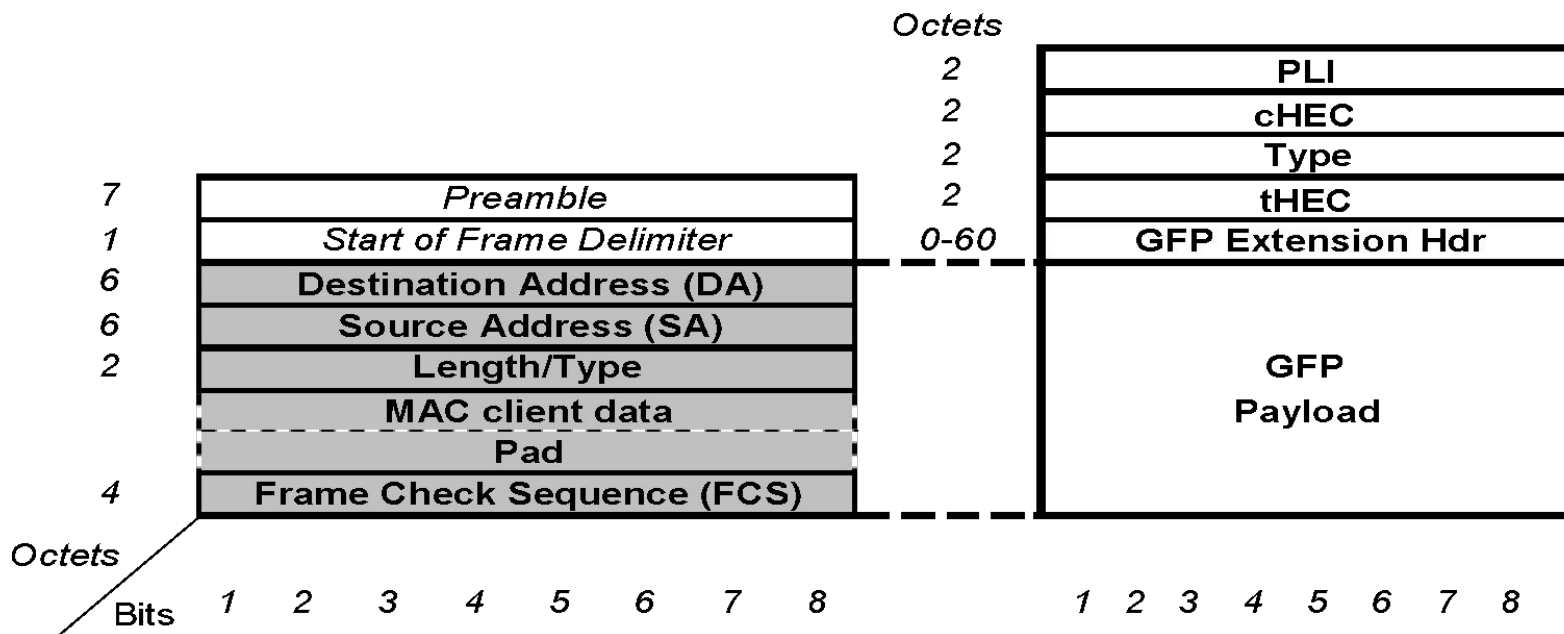 Octets
2 PLI
2 cHEC
2 Type
7 Preamble 2 tHEC
1 Start of Frame Delimiter 0-60 GFP Extension Hdr
6 Destination Address (DA)
6 Source Address (SA)
2 Length/Type GFP
MAC client data Payload
Pad
4 Frame Check Sequence (FCS)
Octets
Bits 1 2 3 4 5 6 7 8 1 2 3 4 5 6 7 8